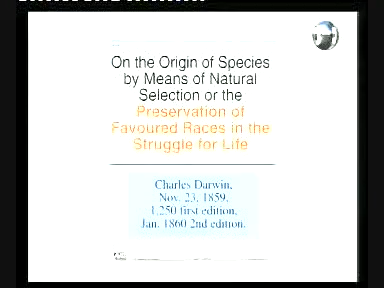 On the Origin of Species
by Means of Natural
Selection or the
Preservation of
Favoured Races in the
Struggle for Life
Charles Darwin,
Nov. 23, 1859,
1,250 first edition,
Jan. 1860 2nd edition.